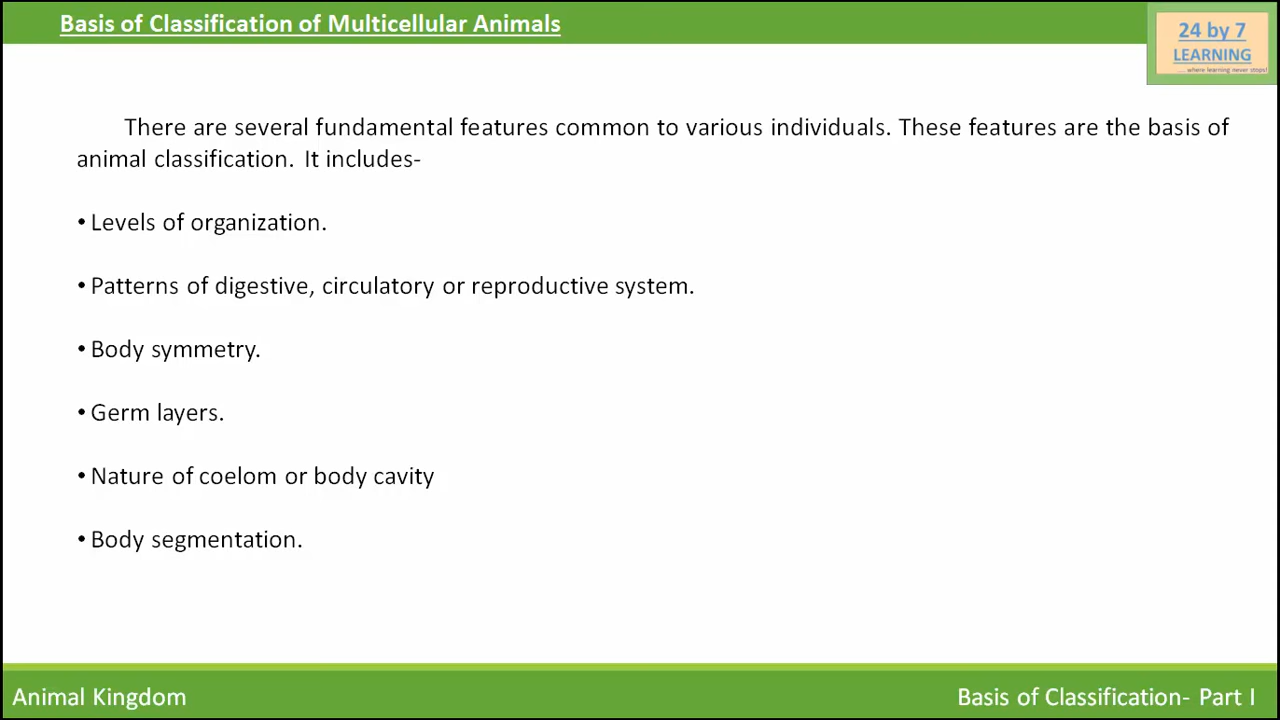 Basis of Classification of Multicellular Animals
24 by 7
LEARNING
.....where learning never stops!
There are several fundamental features common to various individuals. These features are the basis of
animal classification. It includes-
• Levels of organization.
• Patterns of digestive, circulatory or reproductive system.
• Body symmetry.
• Germ layers.
• Nature of coelom or body cavity
• Body segmentation.
Animal Kingdom
Basis of Classification- Part I